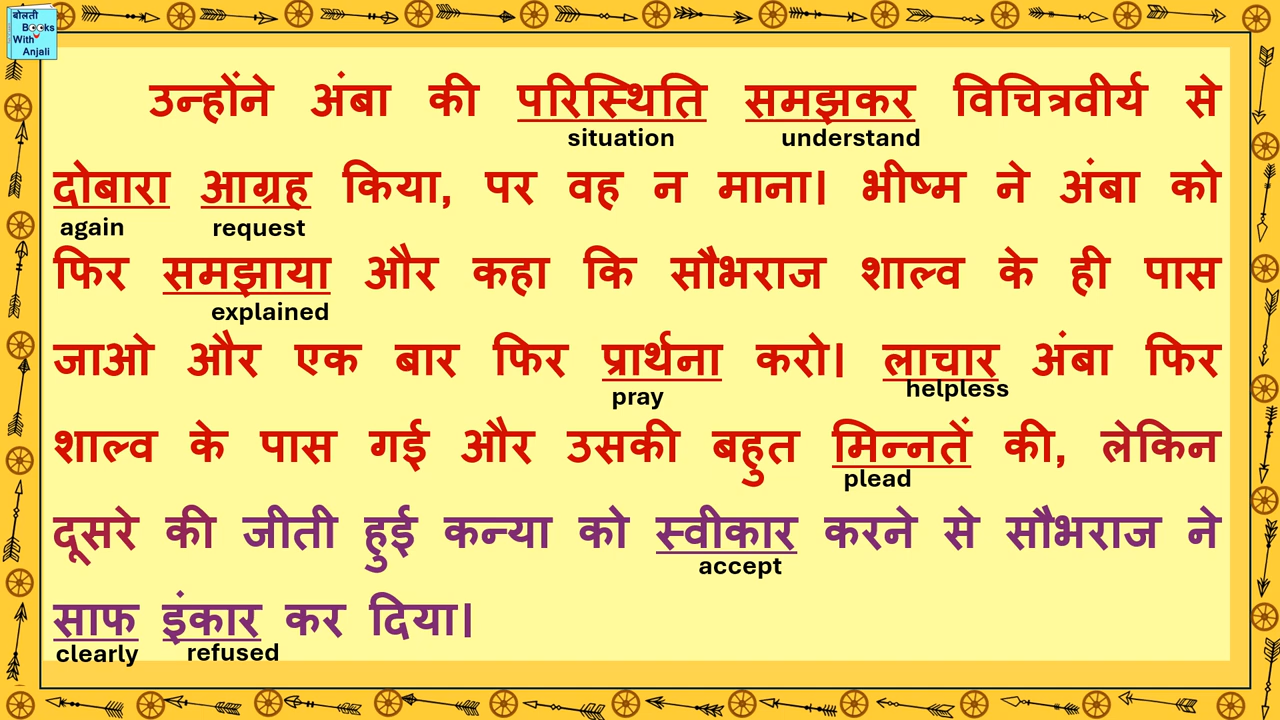 बोलती
Books
With
Anjali
उन्होंने अंबा की परिस्थिति समझकर विचित्रवीर्य से
situation understand
दोबारा आग्रह किया, पर वह न माना। भीष्म ने अंबा को
again request
फिर समझाया और कहा कि सौभराज शाल्व के ही पास
explained
जाओ और एक बार फिर प्रार्थना करो। लाचार अंबा फिर
pray helpless
शाल्व के पास गई और उसकी बहुत मिन्नतें की, लेकिन
plead
दूसरे की जीती हुई कन्या को स्वीकार करने से सौभराज ने
accept
साफ इंकार कर दिया।
clearly refused